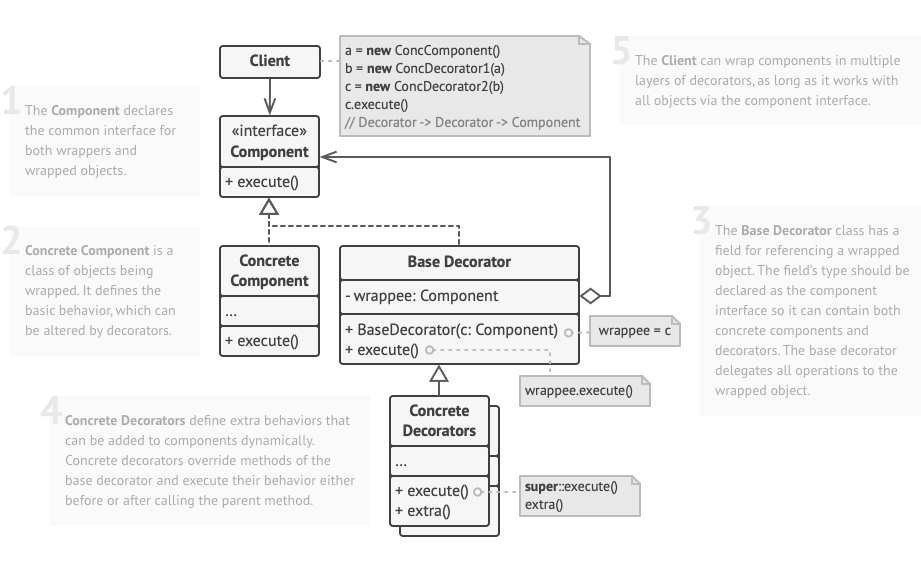 Client
a = new ConcComponent()
b = new ConcDecorator1(a)
c = new ConcDecorator2(b)
c.execute()
// Decorator -> Decorator -> Component
5
The Client can wrap components in multiple
layers of decorators, as long as it works with
all objects via the component interface.
1
The Component declares
the common interface for
both wrappers and
wrapped objects.
«interface»
Component
+ execute()
2
Concrete Component is a
class of objects being
wrapped. It defines the
basic behavior, which can
be altered by decorators.
Concrete
Component
...
+ execute()
Base Decorator
- wrappee: Component
+ BaseDecorator(c: Component)
+ execute()
wrappee = c
wrappee.execute()
3
The Base Decorator class has a
field for referencing a wrapped
object. The field's type should be
declared as the component
interface so it can contain both
concrete components and
decorators. The base decorator
delegates all operations to the
wrapped object.
4
Concrete Decorators define extra behaviors that
can be added to components dynamically.
Concrete decorators override methods of the
base decorator and execute their behavior either
before or after calling the parent method.
Concrete
Decorators
...
+ execute()
+ extra()
super::execute()
extra()